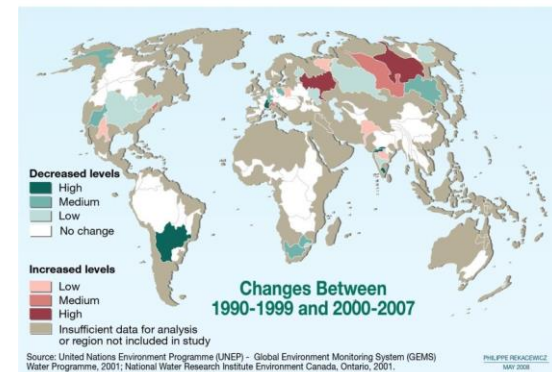 Decreased levels
High
Medium
Low
No change
Increased levels
Low
Medium
High
Insufficient data for analysis
or region not included in study
Changes Between
1990-1999 and 2000-2007
Source: United Nations Environment Programme (UNEP) - Global Environment Monitoring System (GEMS)
Water Programme, 2001; National Water Research Institute Environment Canada, Ontario, 2001.
PHILIPPE REKACEWICZ
MAY 2008